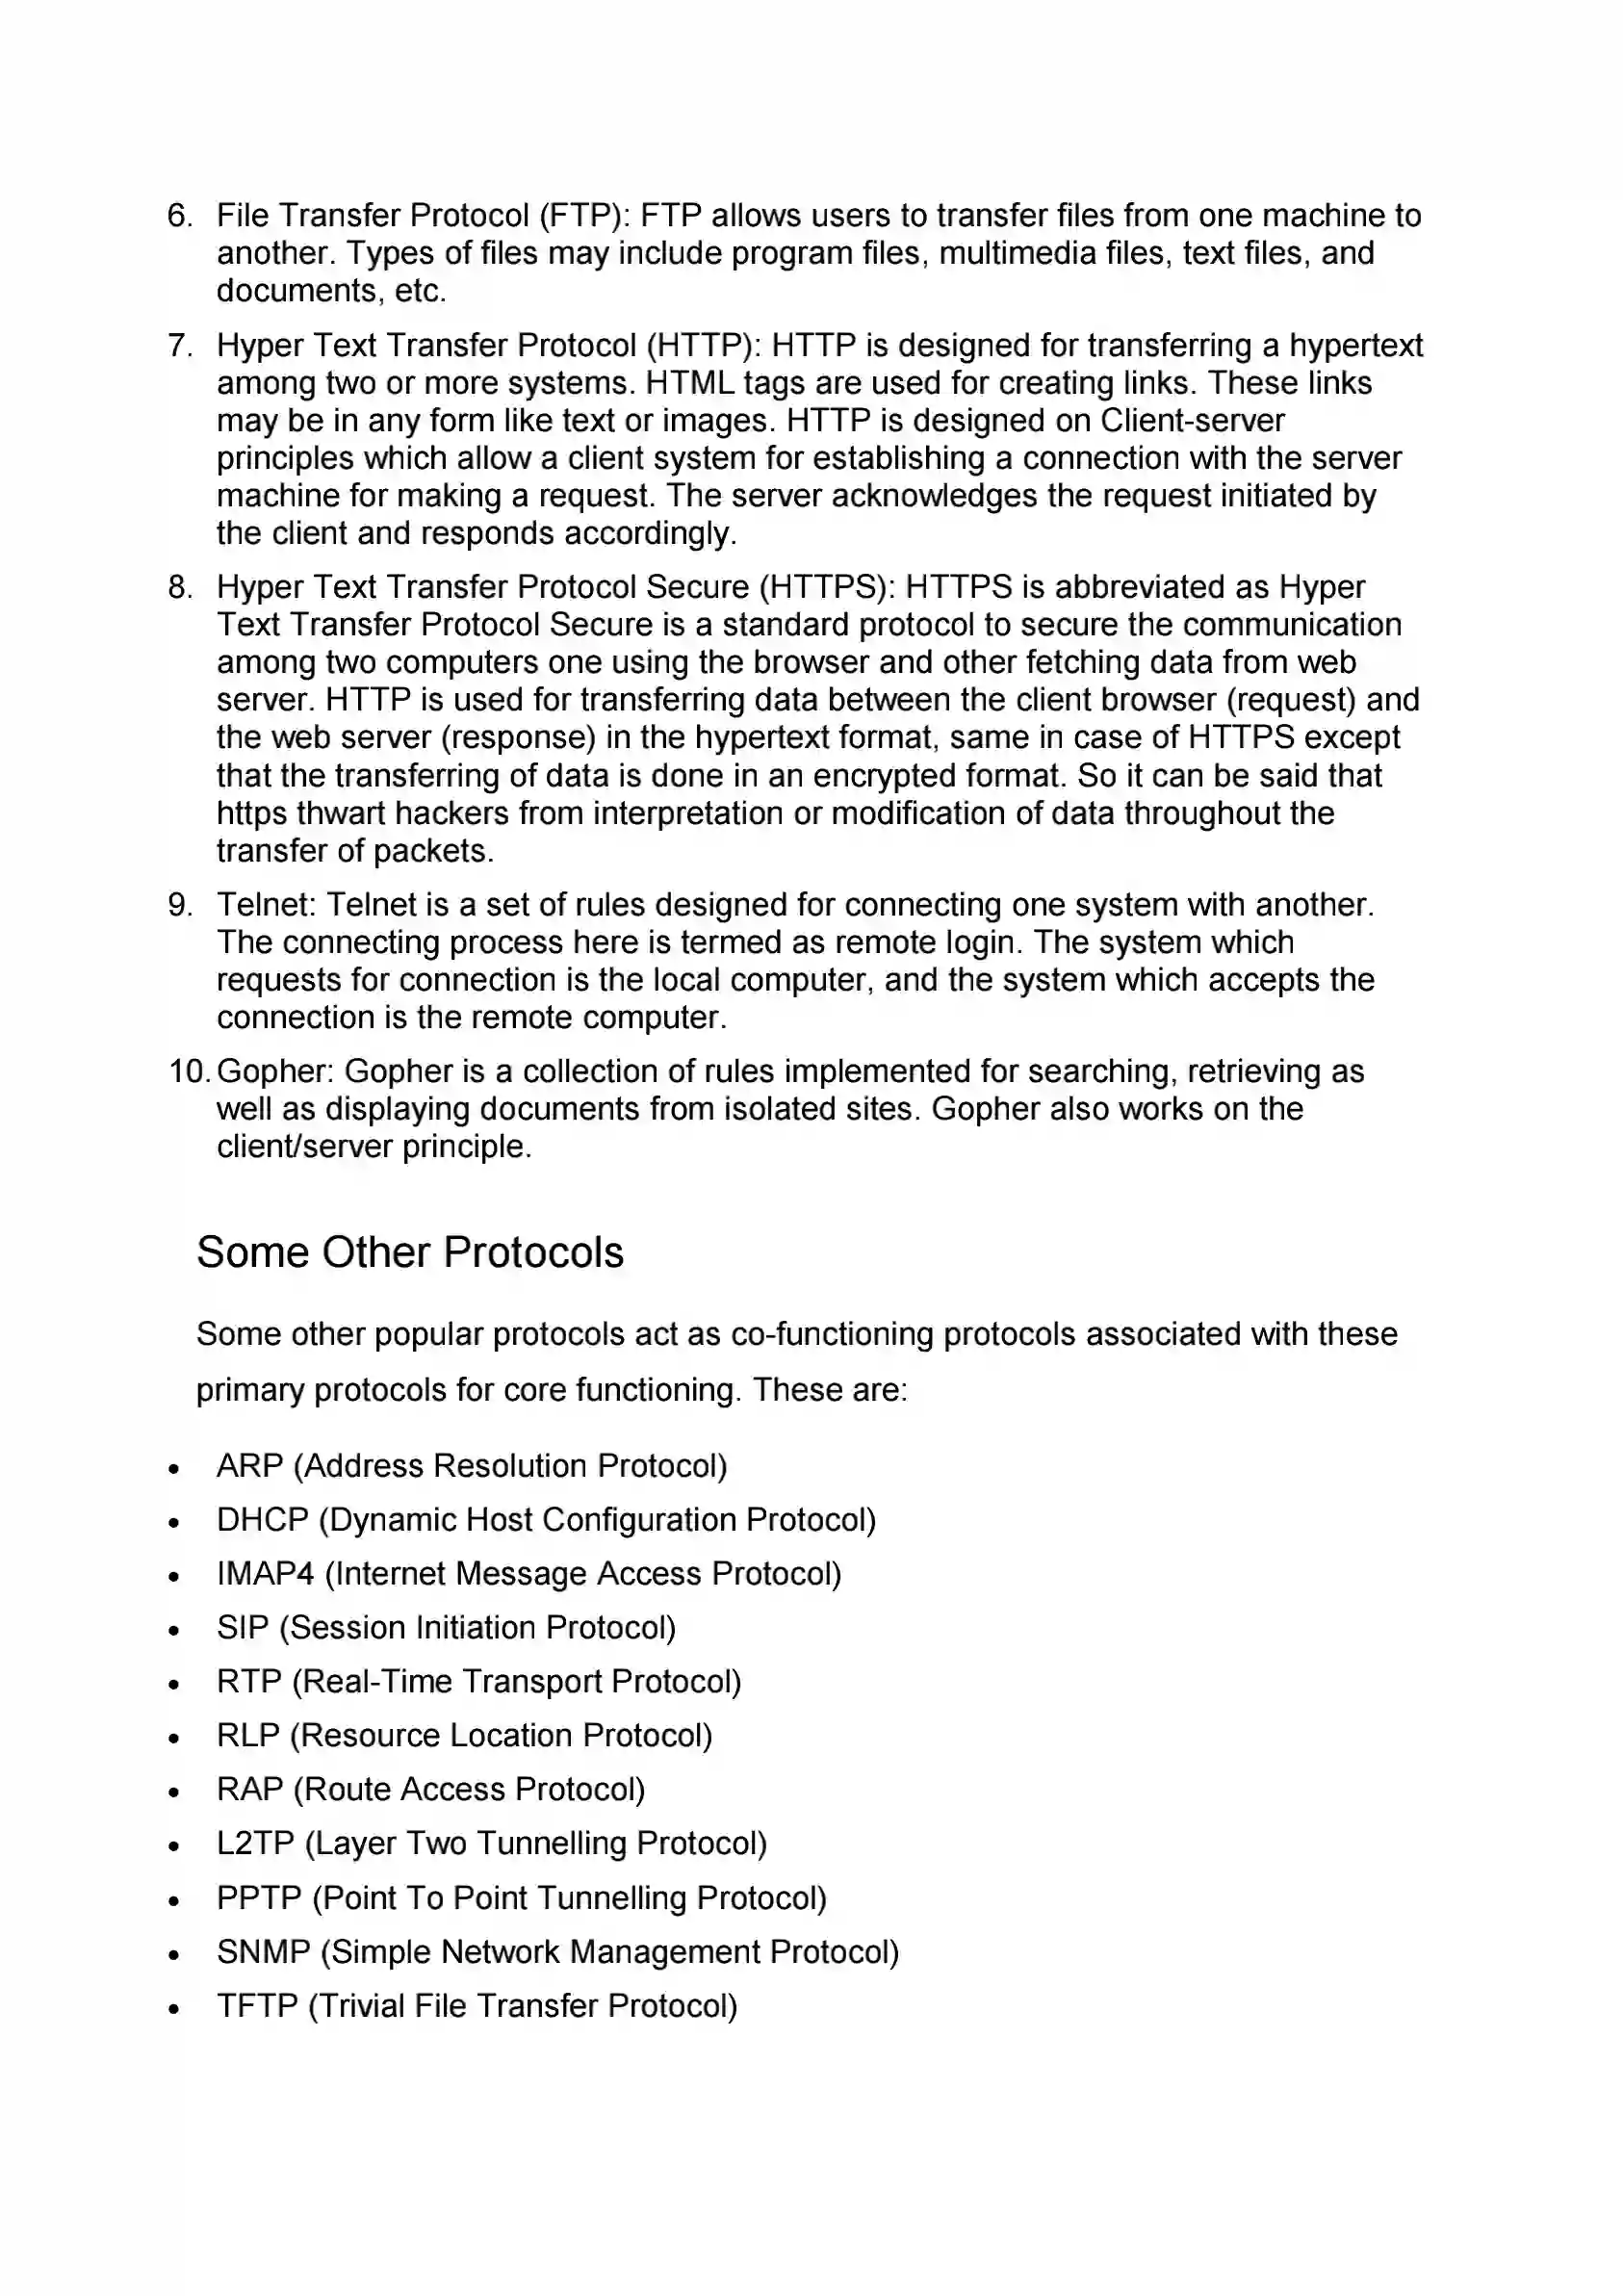 6. File Transfer Protocol (FTP): FTP allows users to transfer files from one machine to
another. Types of files may include program files, multimedia files, text files, and
documents, etc.
7. Hyper Text Transfer Protocol (HTTP): HTTP is designed for transferring a hypertext
among two or more systems. HTML tags are used for creating links. These links
may be in any form like text or images. HTTP is designed on Client-server
principles which allow a client system for establishing a connection with the server
machine for making a request. The server acknowledges the request initiated by
the client and responds accordingly.
8. Hyper Text Transfer Protocol Secure (HTTPS): HTTPS is abbreviated as Hyper
Text Transfer Protocol Secure is a standard protocol to secure the communication
among two computers one using the browser and other fetching data from web
server. HTTP is used for transferring data between the client browser (request) and
the web server (response) in the hypertext format, same in case of HTTPS except
that the transferring of data is done in an encrypted format. So it can be said that
https thwart hackers from interpretation or modification of data throughout the
transfer of packets.
9. Telnet: Telnet is a set of rules designed for connecting one system with another.
The connecting process here is termed as remote login. The system which
requests for connection is the local computer, and the system which accepts the
connection is the remote computer.
10. Gopher: Gopher is a collection of rules implemented for searching, retrieving as
well as displaying documents from isolated sites. Gopher also works on the
client/server principle.
Some Other Protocols
Some other popular protocols act as co-functioning protocols associated with these
primary protocols for core functioning. These are:
• ARP (Address Resolution Protocol)
• DHCP (Dynamic Host Configuration Protocol)
• IMAP4 (Internet Message Access Protocol)
• SIP (Session Initiation Protocol)
• RTP (Real-Time Transport Protocol)
• RLP (Resource Location Protocol)
• RAP (Route Access Protocol)
• L2TP (Layer Two Tunnelling Protocol)
• PPTP (Point To Point Tunnelling Protocol)
• SNMP (Simple Network Management Protocol)
• TFTP (Trivial File Transfer Protocol)